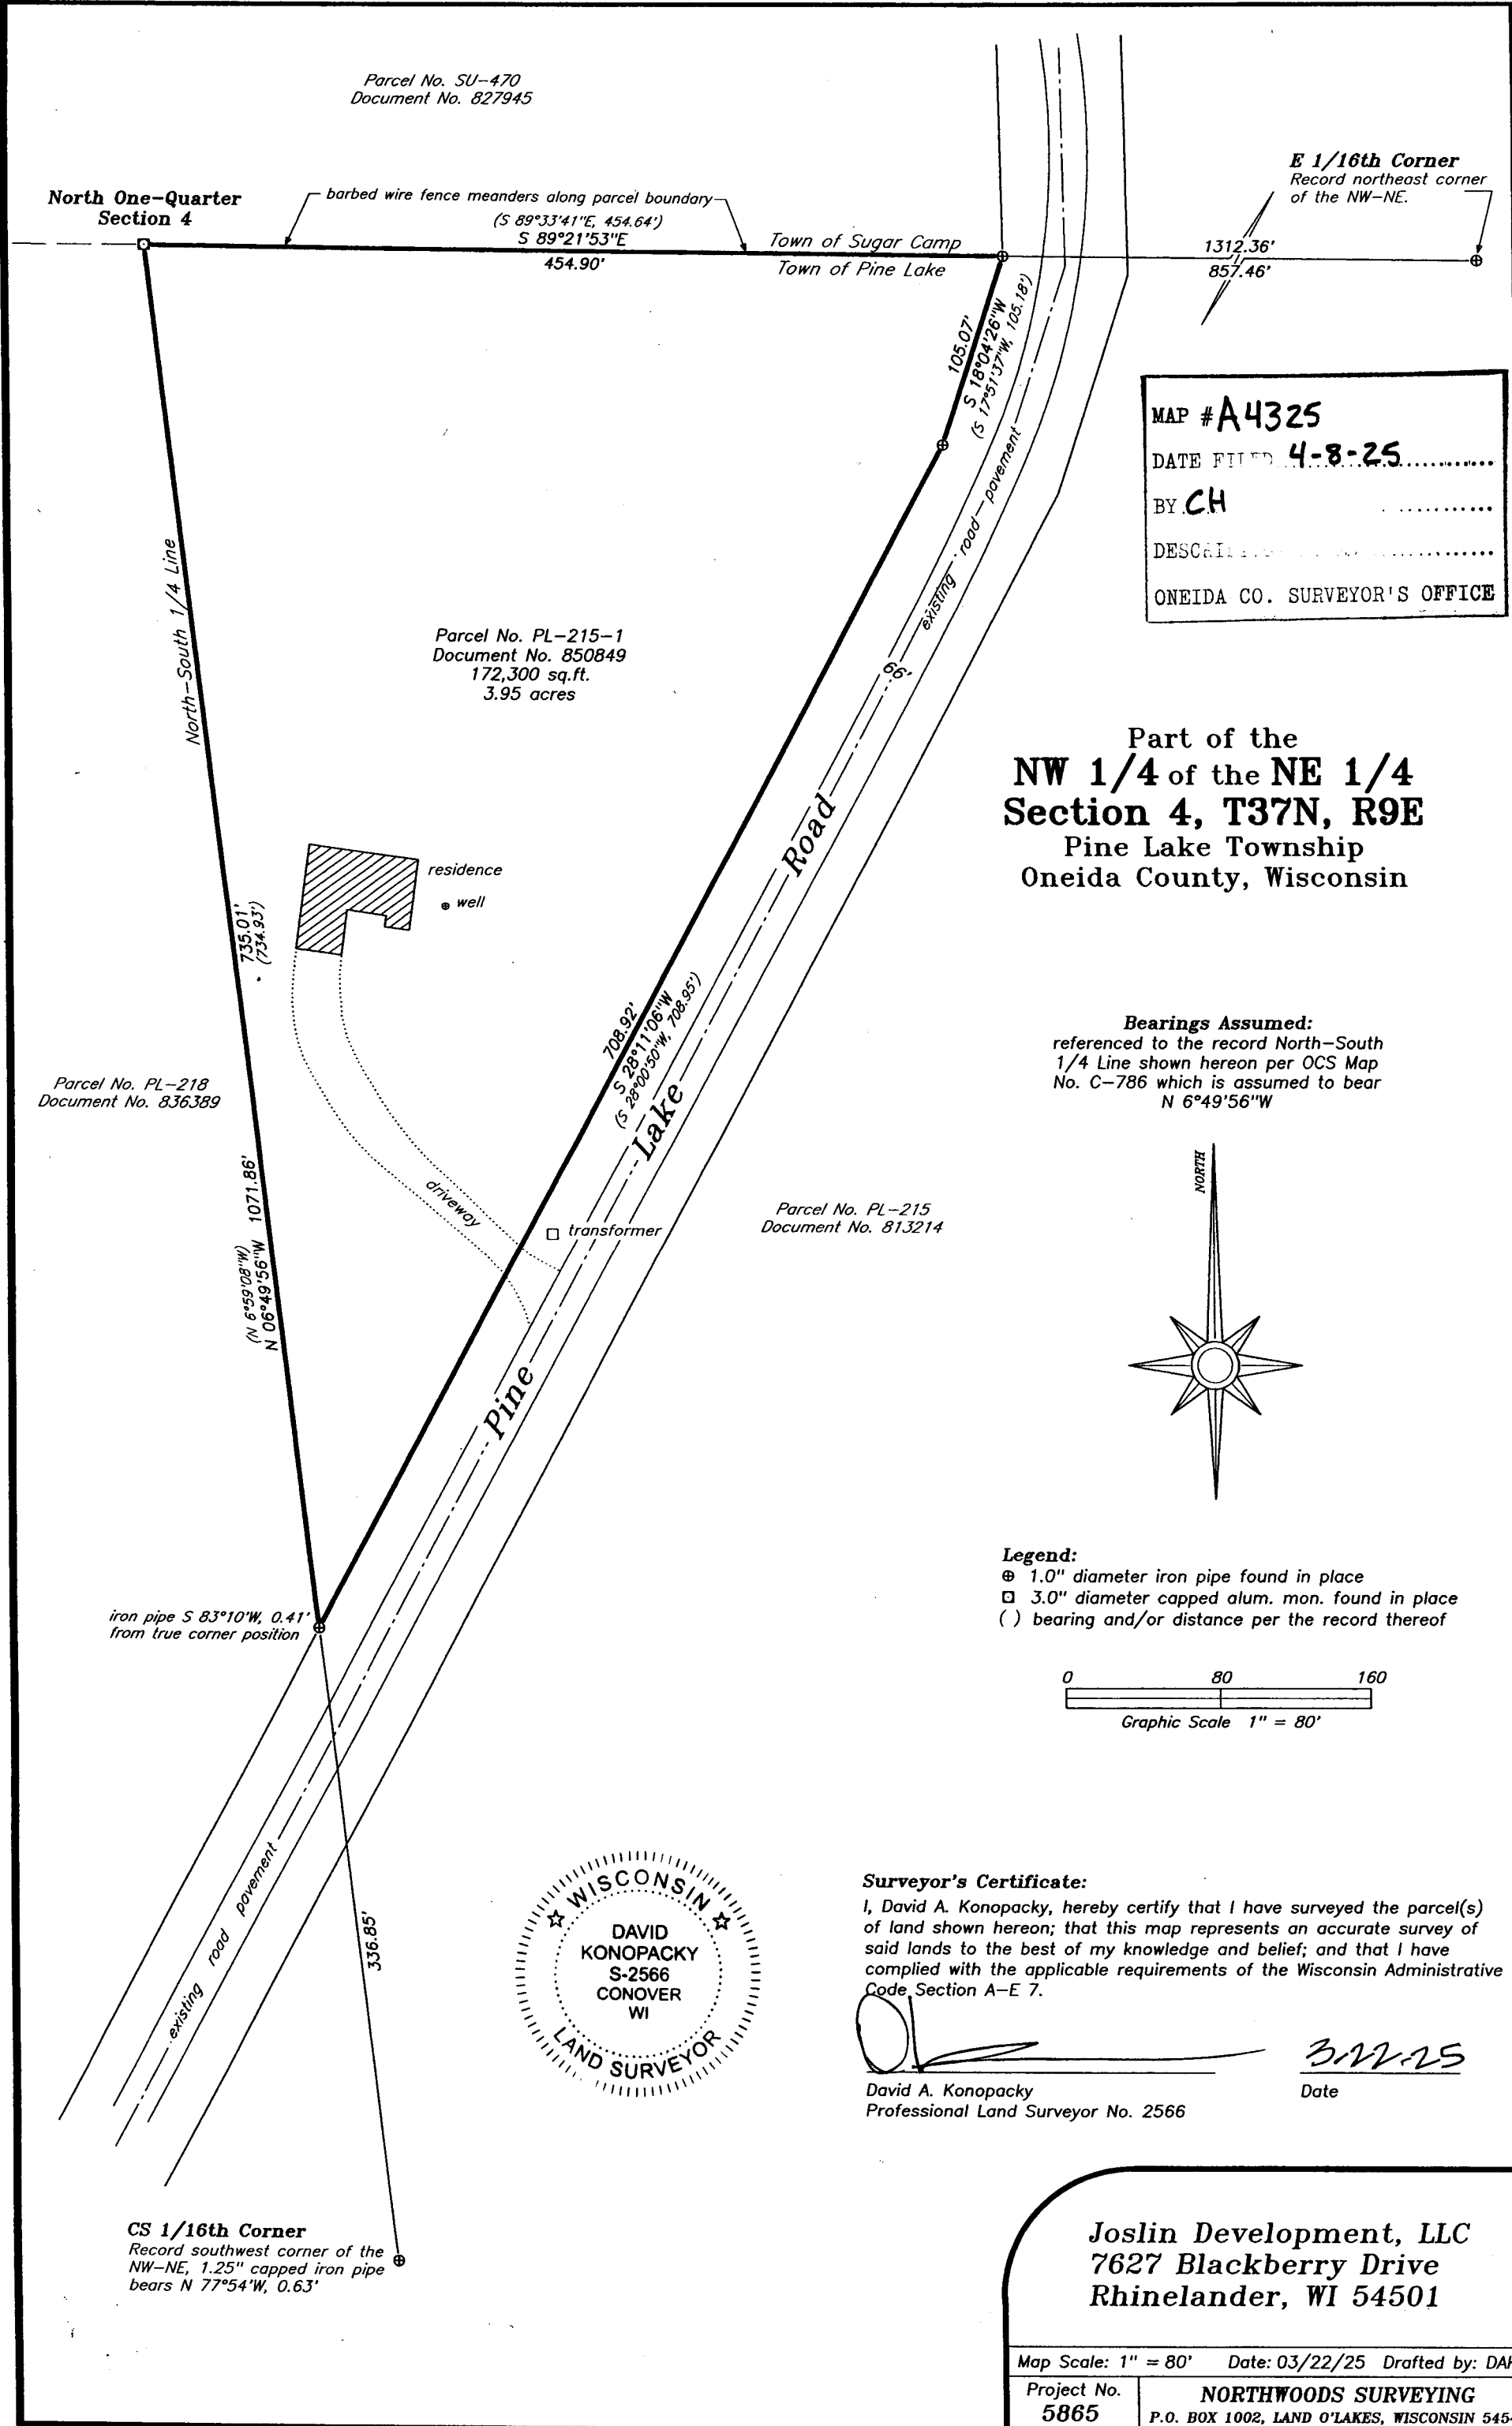 Parcel No. SU-470
Document No. 827945
North One-Quarter
Section 4
barbed wire fence meanders along parcel boundary
(S 89°33'41"E, 454.64')
S 89°21'53"E
454.90'
Town of Sugar Camp
Town of Pine Lake
E 1/16th Corner
Record northeast corner
of the NW-NE.
1312.36'
857.46'
105.07'
S 18°04'26"W
(S 17°51'37"W, 105.18')
MAP # A4325
DATE FILED 4-8-25
BY CH
ONEIDA CO. SURVEYOR'S OFFICE
North-South 1/4 Line
existing road pavement
66'
Parcel No. PL-215-1
Document No. 850849
172,300 sq.ft.
3.95 acres
Part of the
NW 1/4 of the NE 1/4
Section 4, T37N, R9E
Pine Lake Township
Oneida County, Wisconsin
residence
well
735.01'
(734.93')
708.92'
S 28°11'06"W
(S 28°00'50"W, 708.95')
Pine Lake Road
Bearings Assumed:
referenced to the record North-South
1/4 Line shown hereon per OCS Map
No. C-786 which is assumed to bear
N 6°49'56"W
NORTH
Parcel No. PL-218
Document No. 836389
(N 6°59'08"W)
N 06°49'56"W 1071.86'
driveway
transformer
Parcel No. PL-215
Document No. 813214
Legend:
1.0" diameter iron pipe found in place
3.0" diameter capped alum. mon. found in place
( ) bearing and/or distance per the record thereof
iron pipe S 83°10'W, 0.41'
from true corner position
0 80 160
Graphic Scale 1" = 80'
existing road pavement
336.85'
WISCONSIN
DAVID
KONOPACKY
S-2566
CONOVER
WI
LAND SURVEYOR
Surveyor's Certificate:
I, David A. Konopacky, hereby certify that I have surveyed the parcel(s)
of land shown hereon; that this map represents an accurate survey of
said lands to the best of my knowledge and belief; and that I have
complied with the applicable requirements of the Wisconsin Administrative
Code Section A-E 7.
3-22-25
David A. Konopacky
Date
Professional Land Surveyor No. 2566
CS 1/16th Corner
Record southwest corner of the
NW-NE, 1.25" capped iron pipe
bears N 77°54'W, 0.63'
Joslin Development, LLC
7627 Blackberry Drive
Rhinelander, WI 54501
Map Scale: 1" = 80' Date: 03/22/25 Drafted by:
Project No.
5865
NORTHWOODS SURVEYING
P.O. BOX 1002, LAND O'LAKES, WISCONSIN